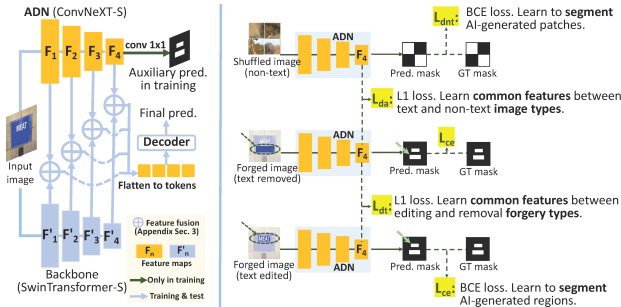 ADN (ConvNeXT-S)
F1 F2 F3 F4
conv 1x1
Auxiliary pred.
in training
Input
image
Final pred.
Decoder
Flatten to tokens
F'1 F'2 F'3 F'4
Backbone
(SwinTransformer-S)
Feature fusion
(Appendix Sec. 3)
Fn F'n
Feature maps
Only in training
Training & test
ADN
F4
Shuffled image
(non-text)
Pred. mask
GT mask
Ldnt: BCE loss. Learn to segment
AI-generated patches.
Lda: L1 loss. Learn common features between
text and non-text image types.
ADN
F4
Forged image
(text removed)
Pred. mask
GT mask
Lce
Ldt: L1 loss. Learn common features between
editing and removal forgery types.
F4
ADN
Forged image
(text edited)
Pred. mask
GT mask
Lce: BCE loss. Learn to segment
AI-generated regions.